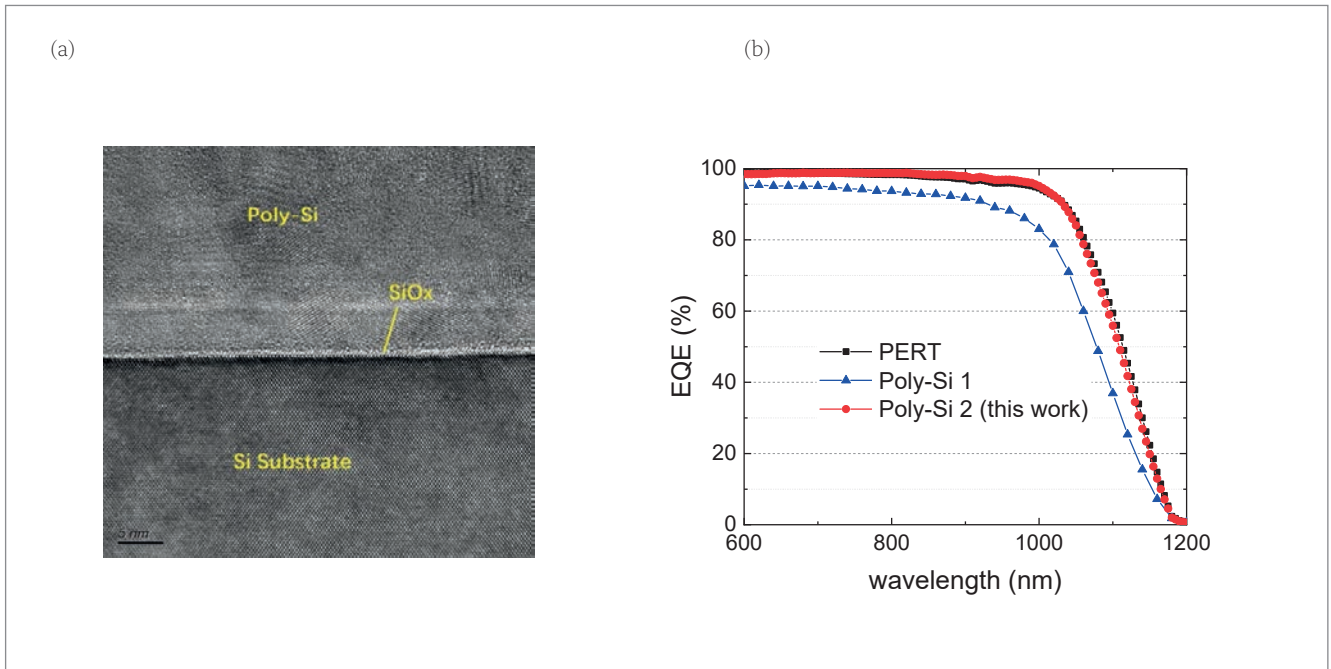 (a)
(b)
Poly-Si
SiOx
Si Substrate
5 nm
100
80
60
40
20
0
EQE (%)
PERT
Poly-Si 1
Poly-Si 2 (this work)
600
800
1000
1200
wavelength (nm)